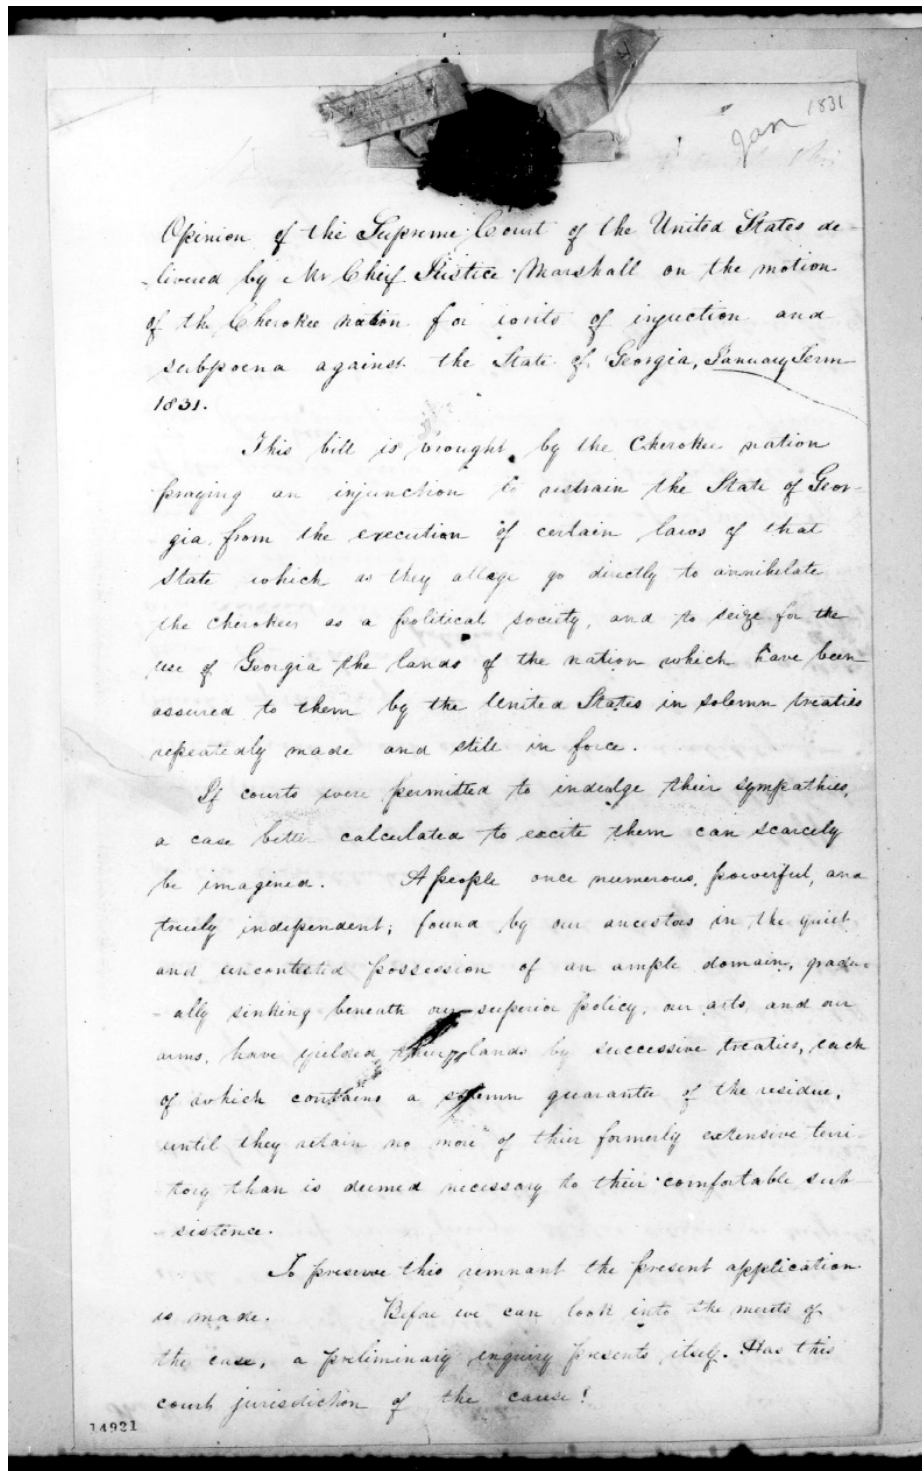 Jan 1831
Opinion of the Supreme Court of the United States de-
-livered by Mr Cheif Justice Marshall on the motion
of the Cherokee nation for writs of injuction and
subpoena against the State of Georgia, January Term
1831.
This bill is brought by the Cherokee nation
praying an injunction to restrain the State of Geor-
gia from the execution of certain laws of that
State which as they allege go directly to annihelate
the Cherokees as a political society, and to seize for the
use of Georgia the lands of the nation which have been
assured to them by the United States in solemn treaties
repeatedly made and still in force.
If courts were permitted to indulge their sympathies,
a case better calculated to excite them can scarcely
be imagined. A people once numerous, powerful, and
truely independent; found by our ancestors in the quiet
and uncontested possession of an ample domain, gradu-
-ally sinking beneath our superior policy, our arts, and our
arms, have yielded their lands by successive treaties, each
of which contains a solemn guarantee of the residue,
until they retain no more of thier formerly extensive terri-
tory than is deemed necessary to their comfortable sub-
-sistence.
To preserve this remnant the present application
is made. Before we can look into the merits of
the case, a preliminary inquiry presents itself. Has this
court jurisdiction of the cause!
14921